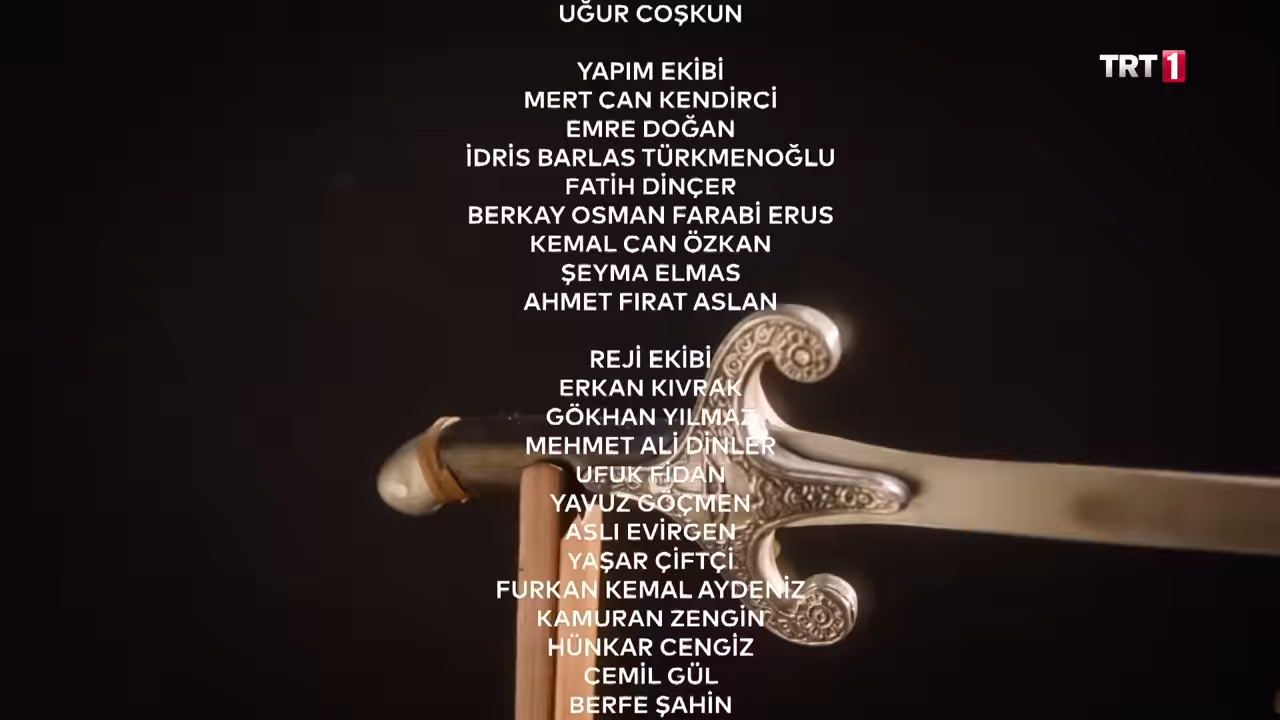 UĞUR COŞKUN
TRT 1
YAPIM EKİBİ
MERT CAN KENDİRCİ
EMRE DOĞAN
İDRİS BARLAS TÜRKMENOĞLU
FATİH DİNÇER
BERKAY OSMAN FARABİ ERUS
KEMAL CAN ÖZKAN
ŞEYMA ELMAS
AHMET FIRAT ASLAN
REJİ EKİBİ
ERKAN KIVRAK
GÖKHAN YILMAZ
MEHMET ALİ DİNLER
UFUK FİDAN
YAVUZ GÖÇMEN
ASLI EVİRGEN
YAŞAR ÇİFTÇİ
FURKAN KEMAL AYDENİZ
KAMURAN ZENGİN
HÜNKAR CENGİZ
CEMİL GÜL
BERFE ŞAHİN